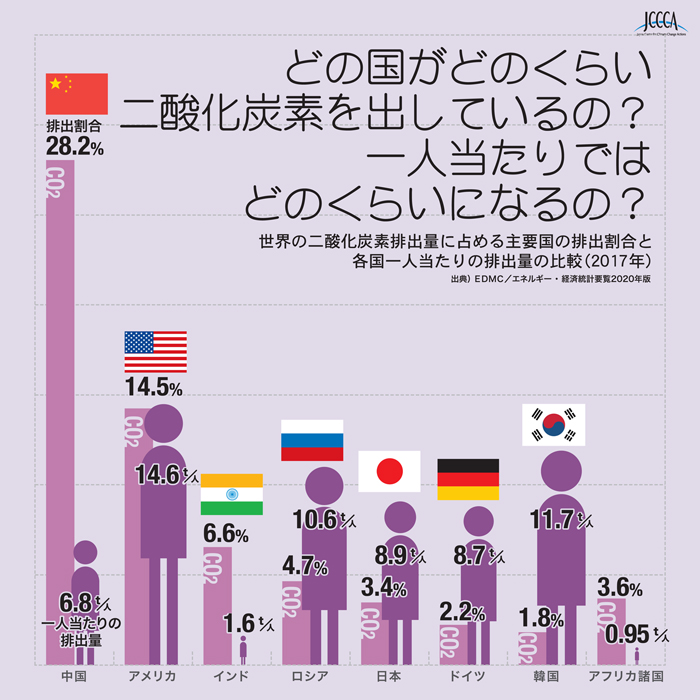 JCCCA
どの国がどのくらい
二酸化炭素を出しているの？
一人当たりでは
どのくらいになるの？
世界の二酸化炭素排出量に占める主要国の排出割合と
各国一人当たりの排出量の比較（2017年）
出典）EDMC／エネルギー・経済統計要覧2020年版
排出割合
28.2%
CO2
6.8t/人
一人当たりの
排出量
中国
14.5%
CO2
14.6t/人
アメリカ
6.6%
CO2
1.6t/人
インド
10.6t/人
4.7%
CO2
ロシア
8.9t/人
3.4%
CO2
日本
8.7t/人
2.2%
CO2
ドイツ
11.7t/人
1.8%
CO2
韓国
3.6%
CO2
0.95t/人
アフリカ諸国